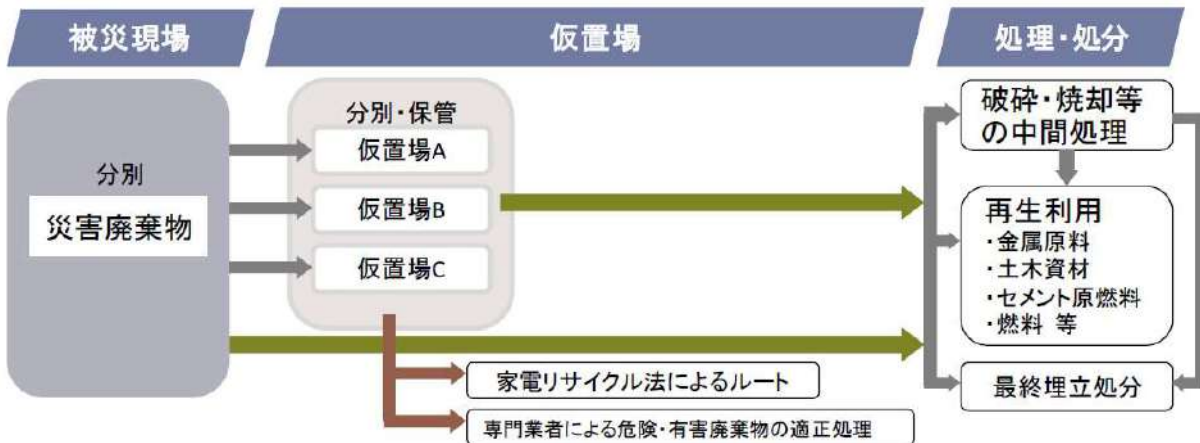 被災現場
仮置場
処理・処分
分別
災害廃棄物
分別・保管
仮置場A
仮置場B
仮置場C
家電リサイクル法によるルート
専門業者による危険・有害廃棄物の適正処理
破砕・焼却等
の中間処理
再生利用
・金属原料
・土木資材
・セメント原燃料
・燃料 等
最終埋立処分